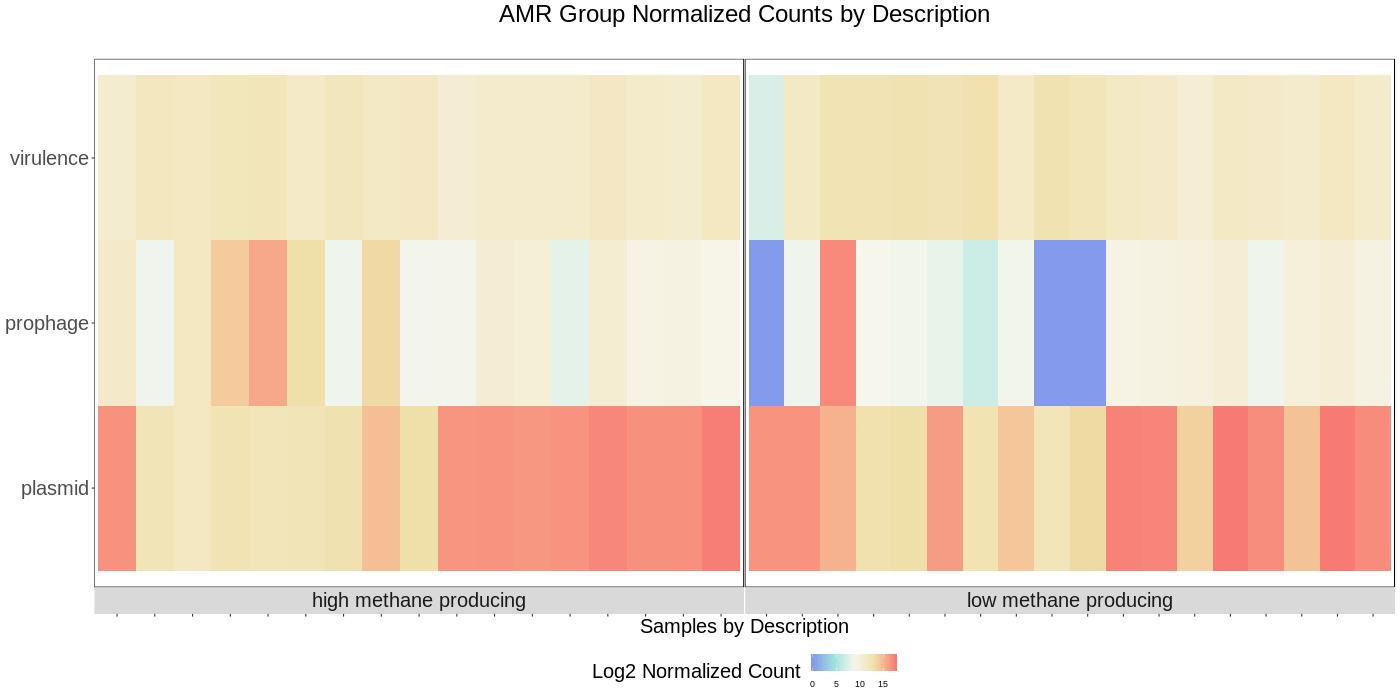 AMR Group Normalized Counts by Description
virulence
prophage
plasmid
high methane producing
low methane producing
Samples by Description
Log2 Normalized Count
0 5 10 15